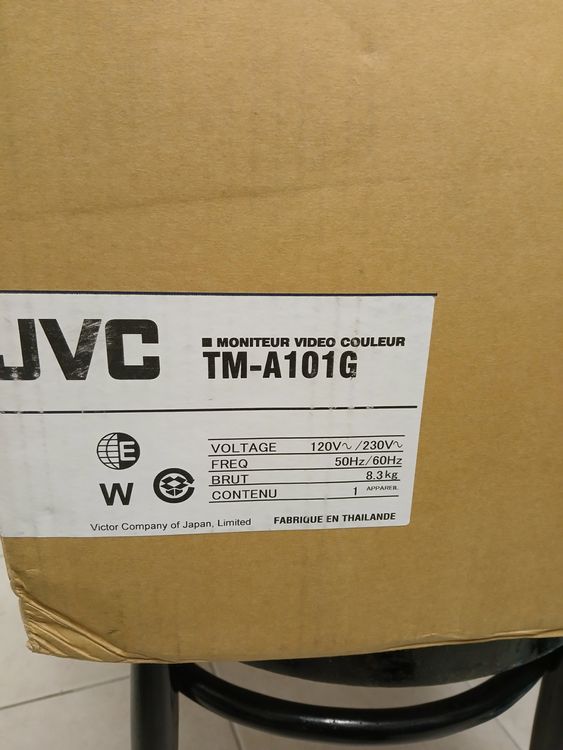 JVC
■ MONITEUR VIDEO COULEUR
TM-A101G
VOLTAGE 120V∿/230V∿
FREQ 50Hz/60Hz
BRUT 8.3kg
CONTENU 1 APPAREIL
E
W
Victor Company of Japan, Limited
FABRIQUE EN THAILANDE